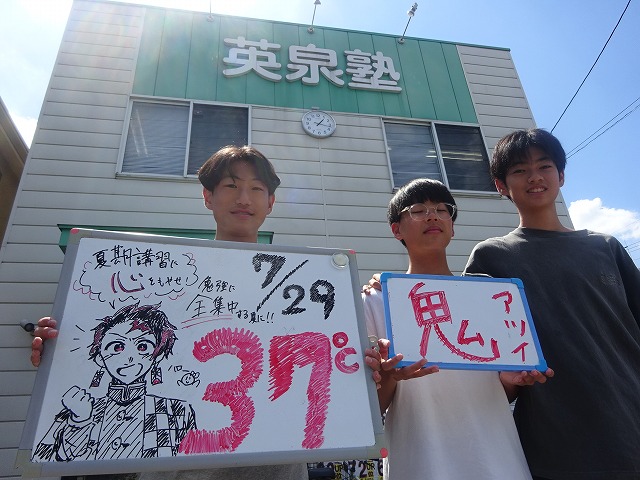 英泉塾
夏期講習に
心をもやせ!
勉強に
全集中
する夏に!!
7/29
37℃
鬼
アツイ